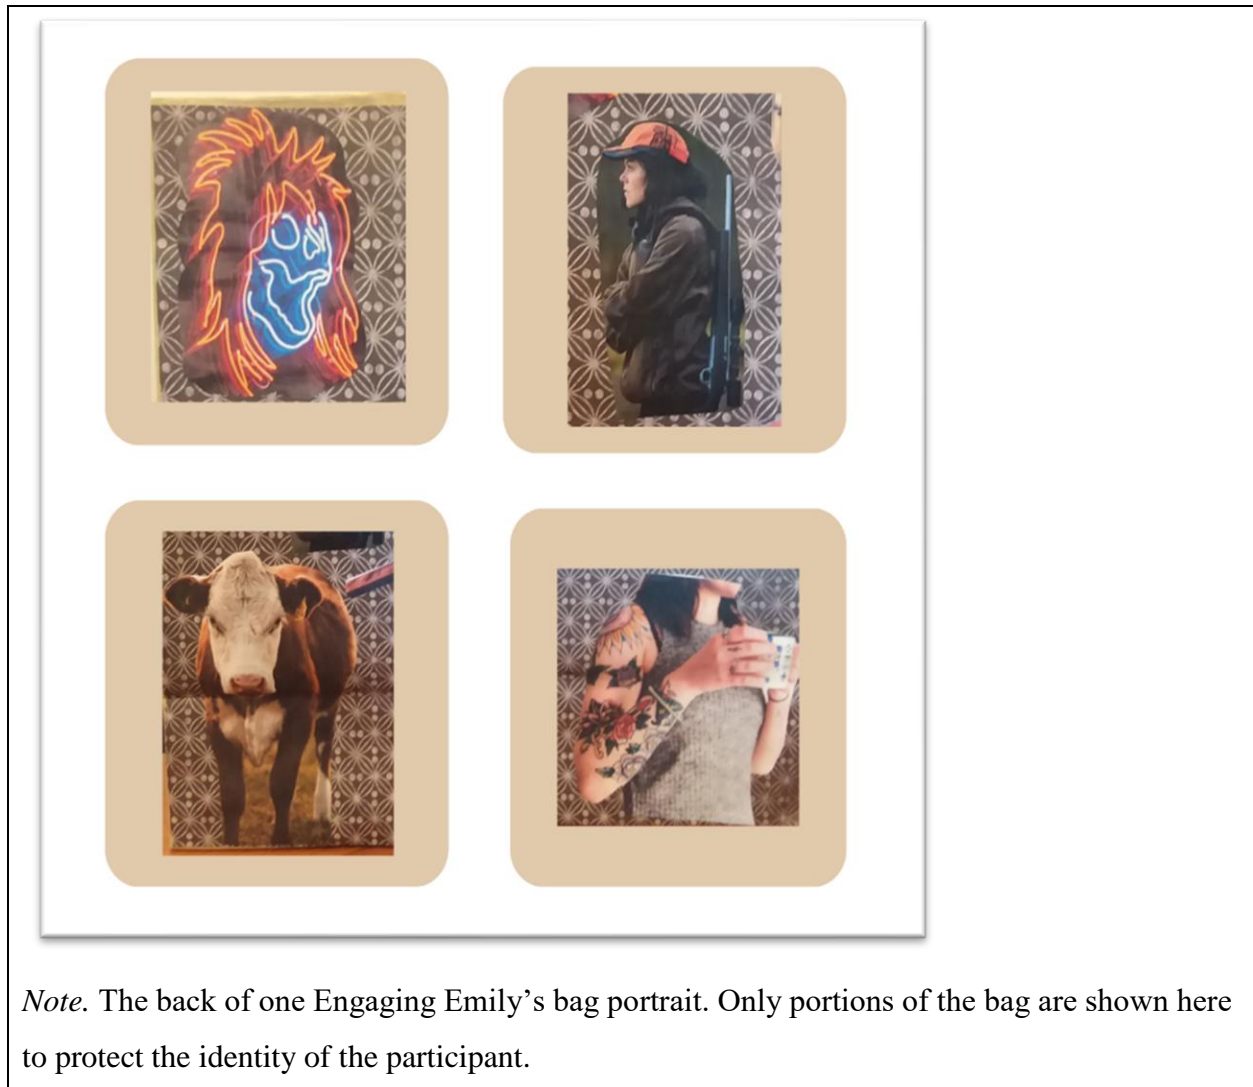 Note. The back of one Engaging Emily’s bag portrait. Only portions of the bag are shown here
to protect the identity of the participant.